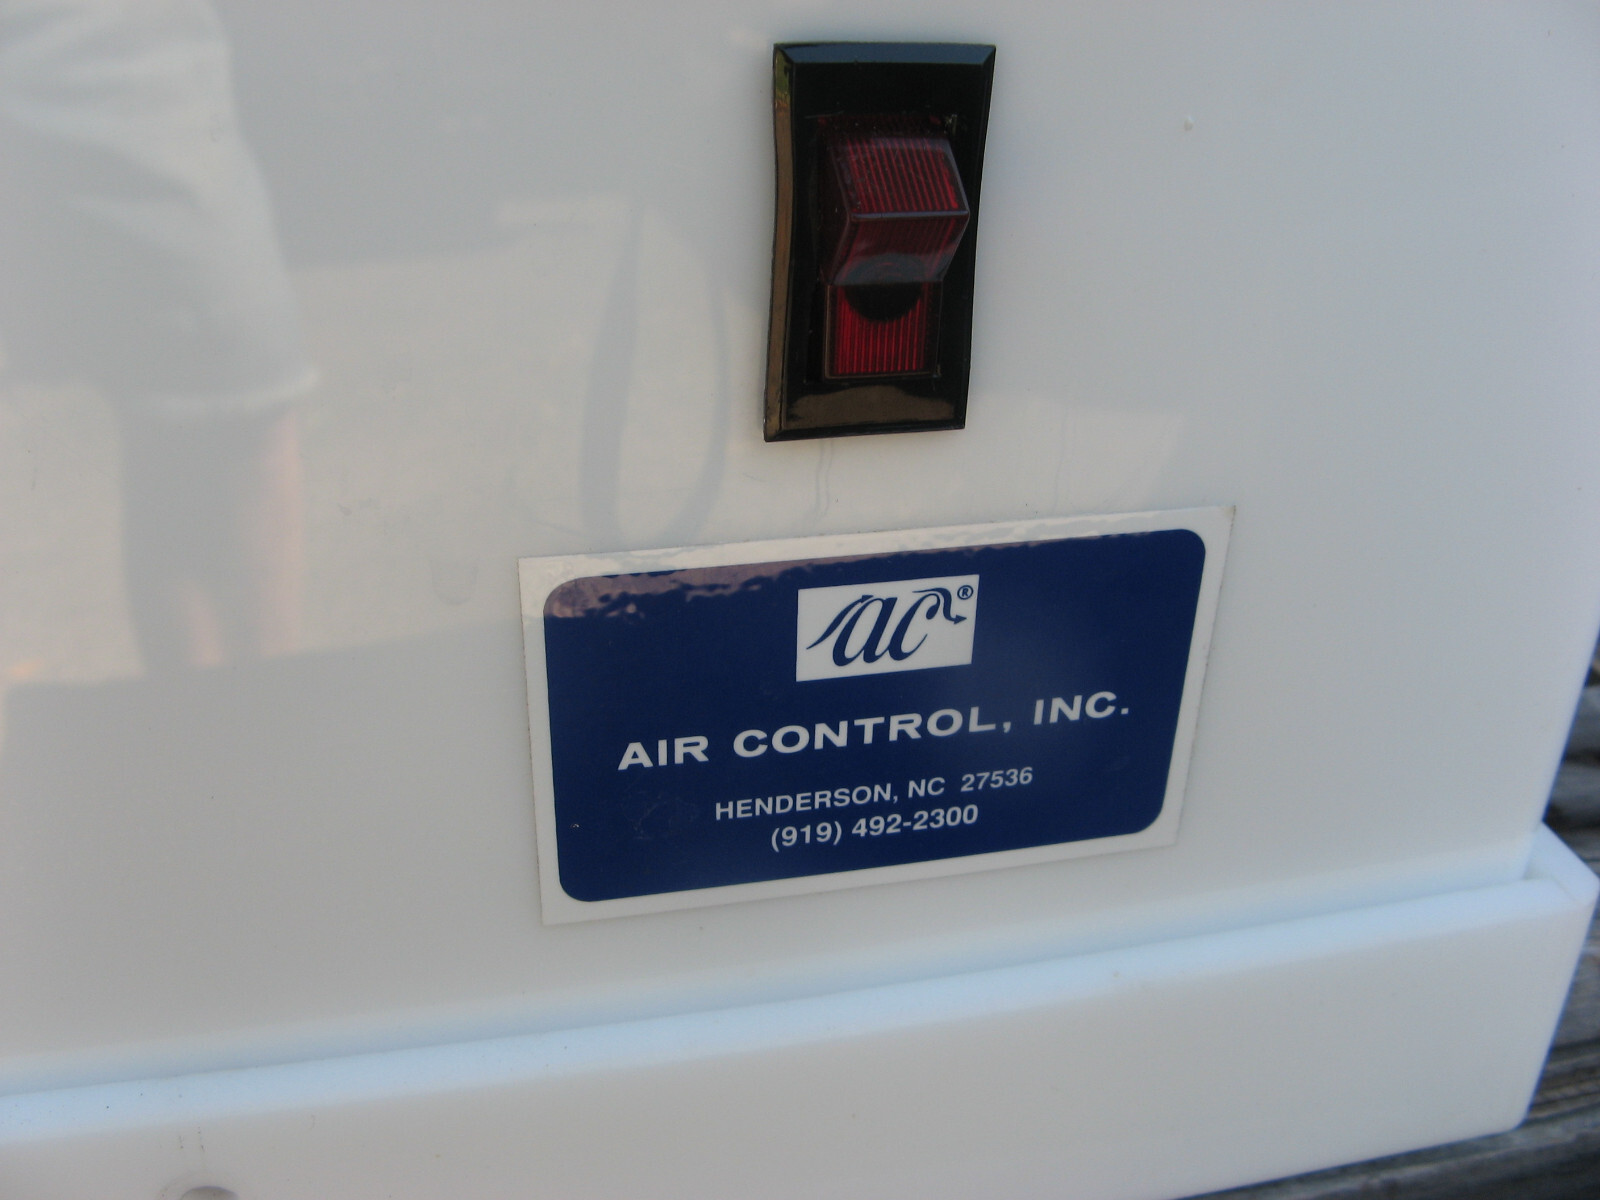 ac®
AIR CONTROL, INC.
HENDERSON, NC 27536
(919) 492-2300